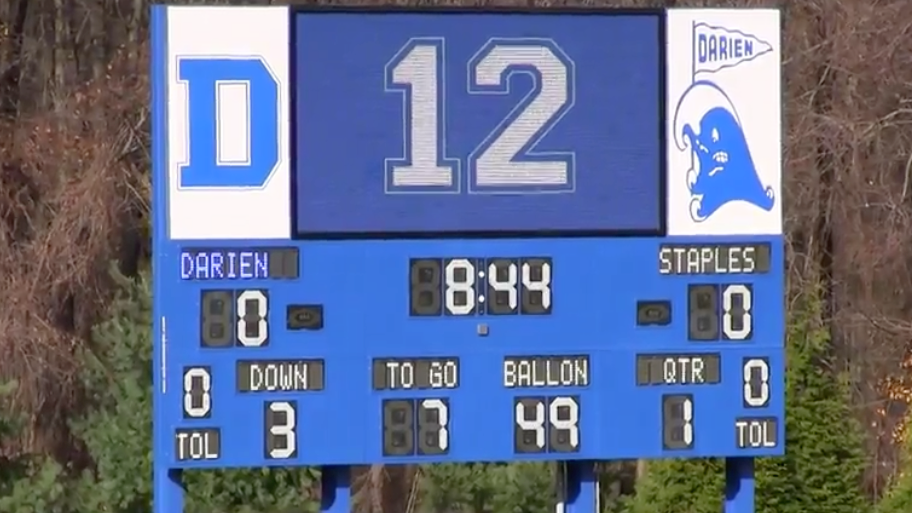 D
12
DARIEN
DARIEN 8:44 STAPLES
0 0
0 DOWN TO GO BALLON QTR 0
TOL 3 7 49 1 TOL